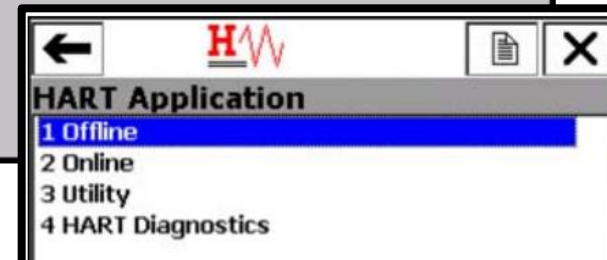 H
HART Application
1 Offline
2 Online
3 Utility
4 HART Diagnostics